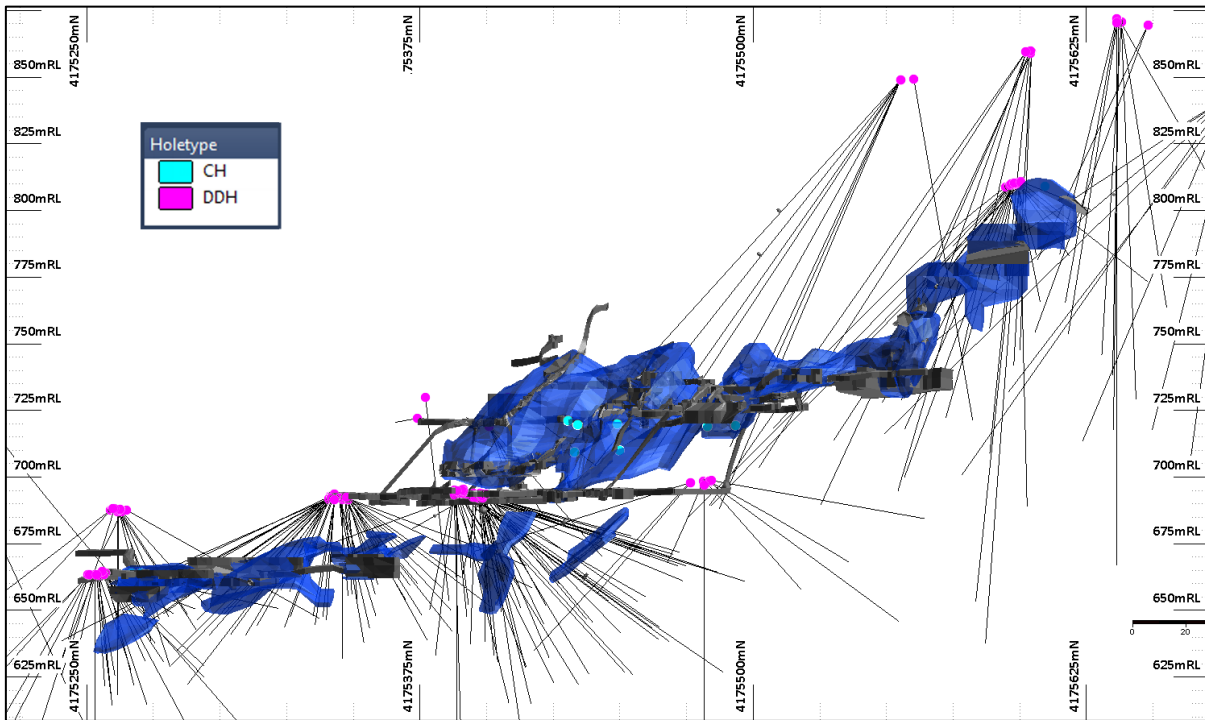 4175250mN
.75375mN
4175500mN
4175625mN
850mRL
850mRL
825mRL
825mRL
800mRL
800mRL
775mRL
775mRL
750mRL
750mRL
725mRL
725mRL
700mRL
700mRL
675mRL
675mRL
650mRL
650mRL
625mRL
625mRL
Holetype
CH
DDH
0 20
4175250mN
4175375mN
4175500mN
4175625mN